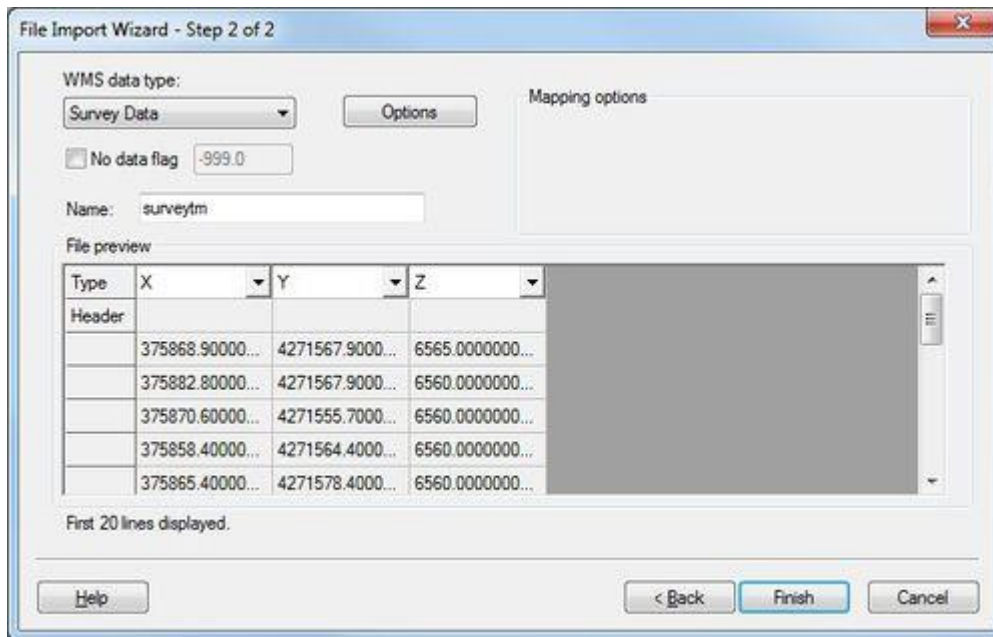 File Import Wizard - Step 2 of 2
WMS data type:
Survey Data
Options
Mapping options
No data flag -999.0
Name: surveytm
File preview
Type X Y Z
Header
375868.90000... 4271567.9000... 6565.0000000...
375882.80000... 4271567.9000... 6560.0000000...
375870.60000... 4271555.7000... 6560.0000000...
375858.40000... 4271564.4000... 6560.0000000...
375865.40000... 4271578.4000... 6560.0000000...
First 20 lines displayed.
Help < Back Finish Cancel